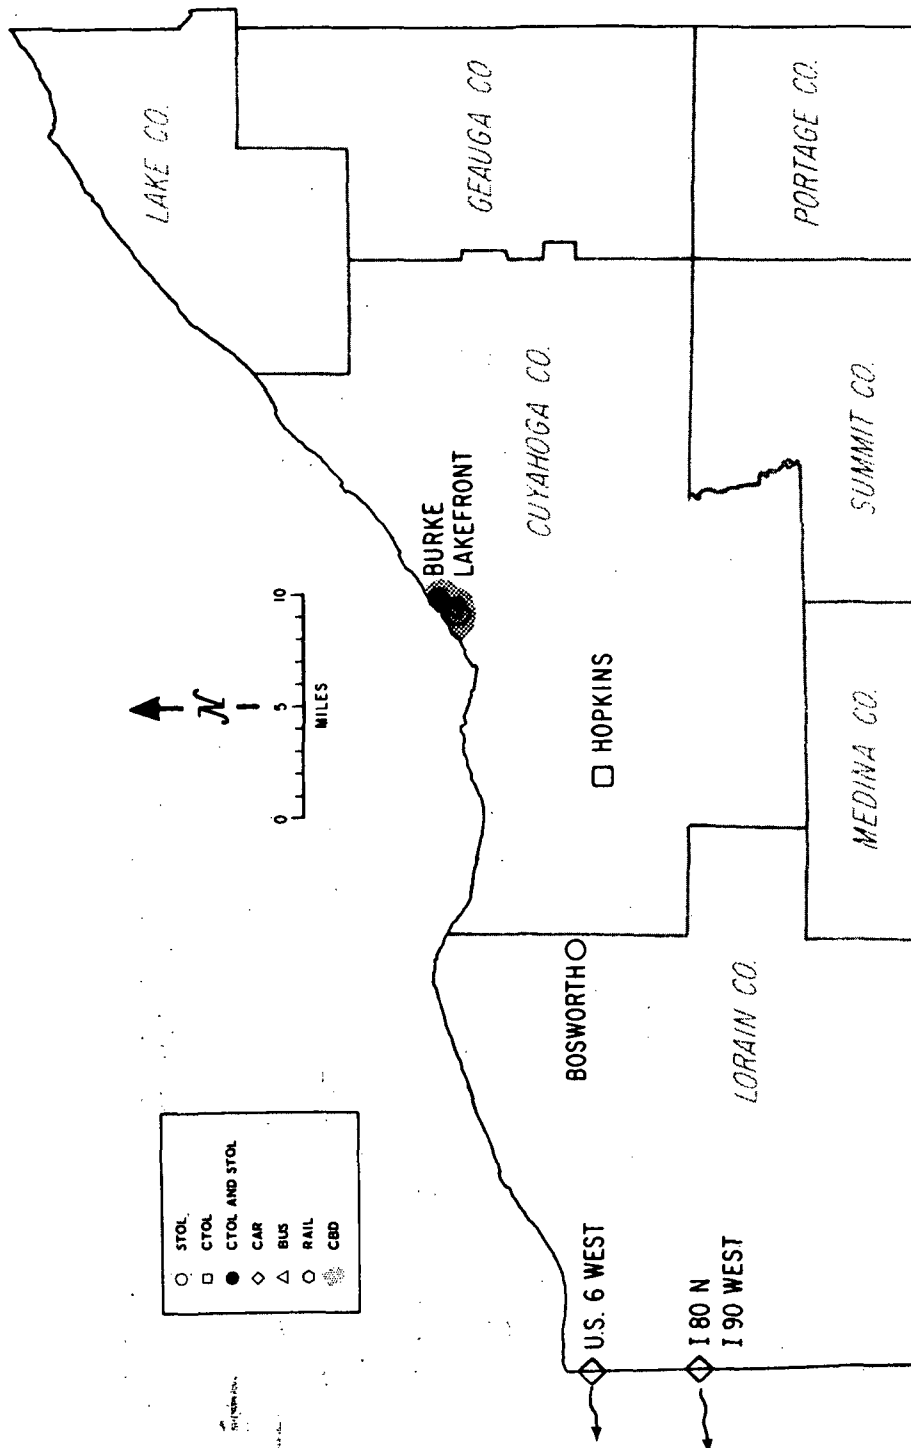 STOL
CTOL
CTOL AND STOL
CAR
BUS
RAIL
CBD
N
0 5 10
MILES
LAKE CO.
GEAUGA CO
PORTAGE CO.
CUYAHOGA CO.
SUMMIT CO.
BURKE
LAKEFRONT
HOPKINS
MEDINA CO.
BOSWORTH
LORAIN CO.
U.S. 6 WEST
I 80 N
I 90 WEST